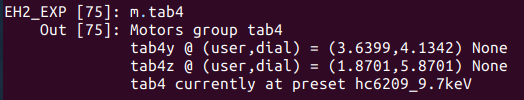 EH2_EXP [75]: m.tab4
Out [75]: Motors group tab4
tab4y @ (user,dial) = (3.6399,4.1342) None
tab4z @ (user,dial) = (1.8701,5.8701) None
tab4 currently at preset hc6209_9.7keV